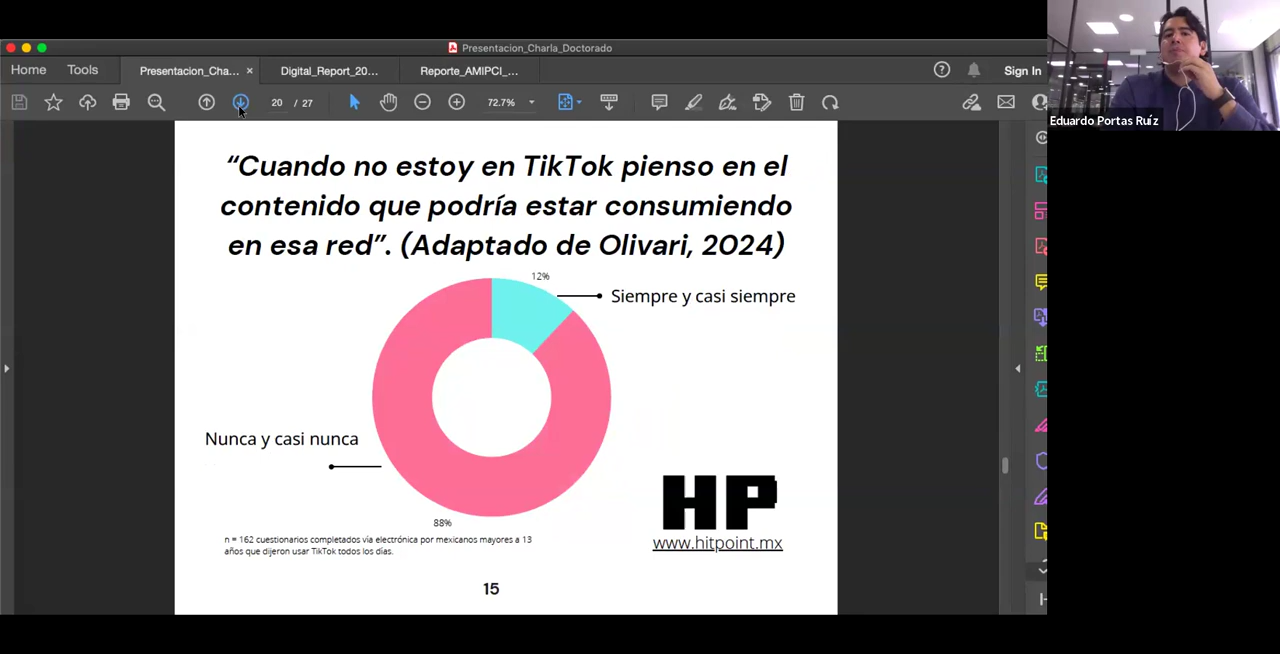 Presentacion_Charla_Doctorado
Home
Tools
Presentacion_Cha...
×
Digital_Report_20...
Reporte_AMIPCI_...
Sign In
20 / 27
72.7%
Eduardo Portas Ruíz
“Cuando no estoy en TikTok pienso en el
contenido que podría estar consumiendo
en esa red”. (Adaptado de Olivari, 2024)
12%
Siempre y casi siempre
Nunca y casi nunca
88%
n = 162 cuestionarios completados vía electrónica por mexicanos mayores a 13
años que dijeron usar TikTok todos los días.
HP
www.hitpoint.mx
15